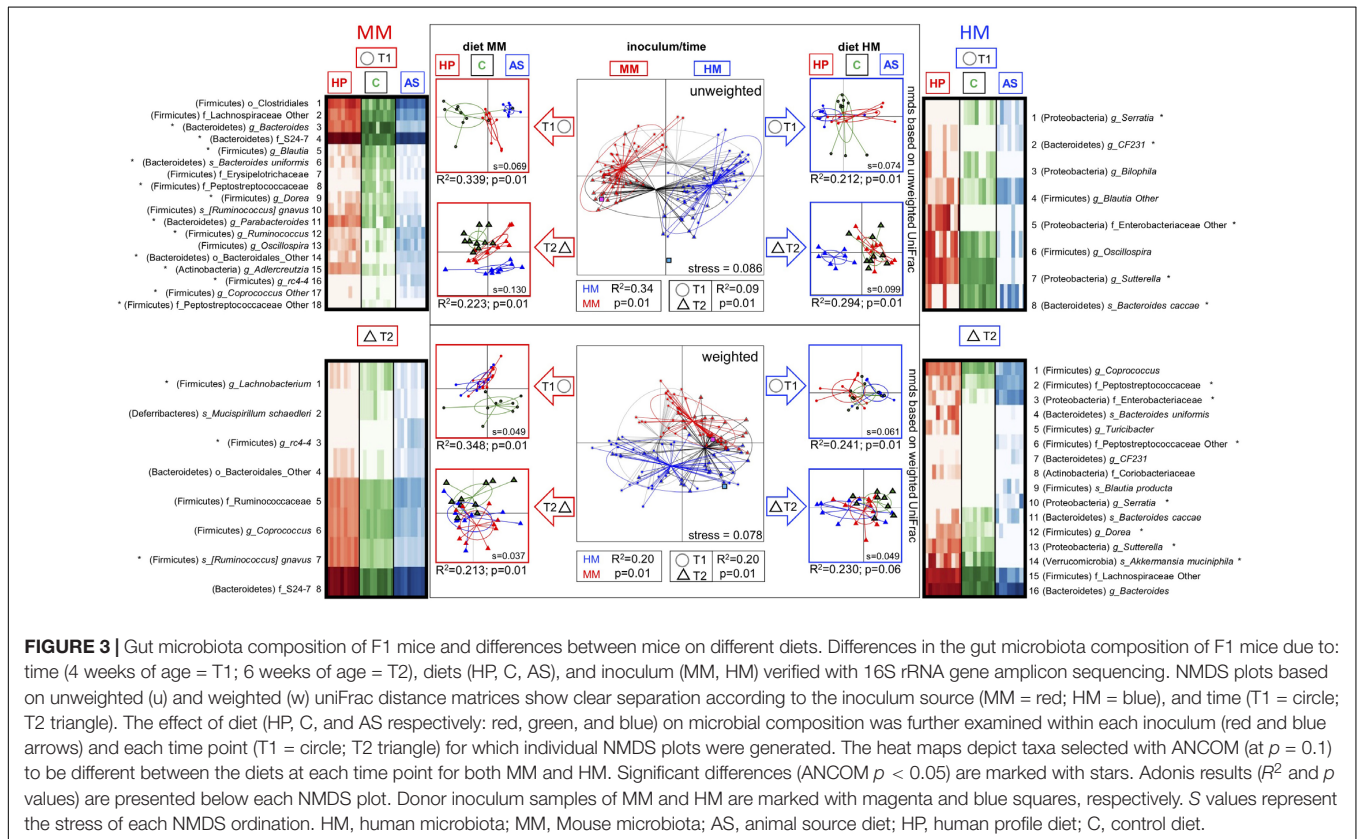 MM
T1
HP C AS
(Firmicutes) o_Clostridiales 1
(Firmicutes) f_Lachnospiraceae Other 2
* (Bacteroidetes) g_Bacteroides 3
* (Bacteroidetes) f_S24-7 4
* (Firmicutes) g_Blautia 5
* (Bacteroidetes) s_Bacteroides uniformis 6
(Firmicutes) f_Erysipelotrichaceae 7
* (Firmicutes) f_Peptostreptococcaceae 8
* (Firmicutes) g_Dorea 9
(Firmicutes) s_[Ruminococcus] gnavus 10
* (Bacteroidetes) g_Parabacteroides 11
* (Firmicutes) g_Ruminococcus 12
(Firmicutes) g_Oscillospira 13
* (Bacteroidetes) o_Bacteroidales_Other 14
* (Actinobacteria) g_Adlercreutzia 15
* (Firmicutes) g_rc4-4 16
* (Firmicutes) g_Coprococcus Other 17
* (Firmicutes) f_Peptostreptococcaceae Other 18
T2
* (Firmicutes) g_Lachnobacterium 1
(Deferribacteres) s_Mucispirillum schaedleri 2
* (Firmicutes) g_rc4-4 3
(Bacteroidetes) o_Bacteroidales_Other 4
(Firmicutes) f_Ruminococcaceae 5
(Firmicutes) g_Coprococcus 6
* (Firmicutes) s_[Ruminococcus] gnavus 7
(Bacteroidetes) f_S24-7 8
diet MM
HP C AS
s=0.069
R²=0.339; p=0.01
T1
s=0.130
R²=0.223; p=0.01
T2
s=0.049
R²=0.348; p=0.01
T1
s=0.037
R²=0.213; p=0.01
T2
inoculum/time
MM HM
unweighted
stress = 0.086
HM R²=0.34
MM p=0.01
T1 R²=0.09
T2 p=0.01
weighted
stress = 0.078
HM R²=0.20
MM p=0.01
T1 R²=0.20
T2 p=0.01
diet HM
HP C AS
T1
s=0.074
R²=0.212; p=0.01
T2
s=0.099
R²=0.294; p=0.01
T1
s=0.061
R²=0.241; p=0.01
T2
s=0.049
R²=0.230; p=0.06
nmds based on unweighted UniFrac
nmds based on weighted UniFrac
HM
T1
HP C AS
1 (Proteobacteria) g_Serratia *
2 (Bacteroidetes) g_CF231 *
3 (Proteobacteria) g_Bilophila
4 (Firmicutes) g_Blautia Other
5 (Proteobacteria) f_Enterobacteriaceae Other *
6 (Firmicutes) g_Oscillospira
7 (Proteobacteria) g_Sutterella *
8 (Bacteroidetes) s_Bacteroides caccae *
T2
1 (Firmicutes) g_Coprococcus
2 (Firmicutes) f_Peptostreptococcaceae *
3 (Proteobacteria) f_Enterobacteriaceae *
4 (Bacteroidetes) s_Bacteroides uniformis
5 (Firmicutes) g_Turicibacter
6 (Firmicutes) f_Peptostreptococcaceae Other *
7 (Bacteroidetes) g_CF231
8 (Actinobacteria) f_Coriobacteriaceae
9 (Firmicutes) s_Blautia producta
10 (Proteobacteria) g_Serratia *
11 (Bacteroidetes) s_Bacteroides caccae
12 (Firmicutes) g_Dorea *
13 (Proteobacteria) g_Sutterella *
14 (Verrucomicrobia) s_Akkermansia muciniphila *
15 (Firmicutes) f_Lachnospiraceae Other
16 (Bacteroidetes) g_Bacteroides
FIGURE 3 | Gut microbiota composition of F1 mice and differences between mice on different diets. Differences in the gut microbiota composition of F1 mice due to:
time (4 weeks of age = T1; 6 weeks of age = T2), diets (HP, C, AS), and inoculum (MM, HM) verified with 16S rRNA gene amplicon sequencing. NMDS plots based
on unweighted (u) and weighted (w) uniFrac distance matrices show clear separation according to the inoculum source (MM = red; HM = blue), and time (T1 = circle;
T2 triangle). The effect of diet (HP, C, and AS respectively: red, green, and blue) on microbial composition was further examined within each inoculum (red and blue
arrows) and each time point (T1 = circle; T2 triangle) for which individual NMDS plots were generated. The heat maps depict taxa selected with ANCOM (at p = 0.1)
to be different between the diets at each time point for both MM and HM. Significant differences (ANCOM p < 0.05) are marked with stars. Adonis results (R² and p
values) are presented below each NMDS plot. Donor inoculum samples of MM and HM are marked with magenta and blue squares, respectively. S values represent
the stress of each NMDS ordination. HM, human microbiota; MM, Mouse microbiota; AS, animal source diet; HP, human profile diet; C, control diet.